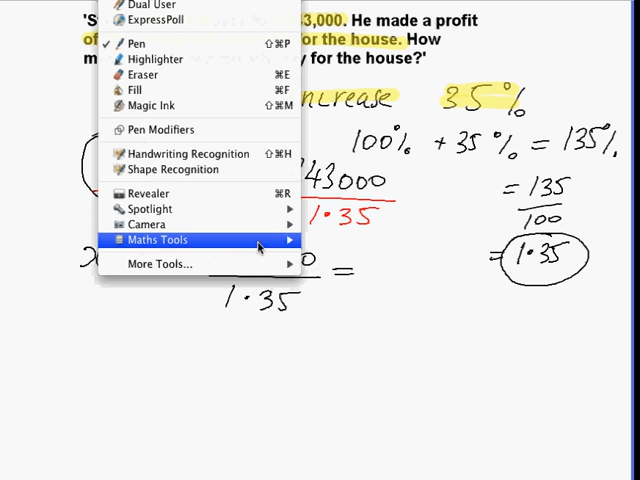 Dual User
'S 3,000. He made a profit
ExpressPoll
of for the house. How
✓ Pen ⇧⌘P
m y for the house?'
Highlighter
Eraser ⌘E
Fill ⌘F
Magic Ink ⇧⌘M
ncrease 35%
Pen Modifiers
100% + 35% = 135%
Handwriting Recognition ⇧⌘H
Shape Recognition
43000 = 135
Revealer ⌘R
Spotlight
1.35 100
Camera
Maths Tools
= 1.35
More Tools...
0 =
1.35